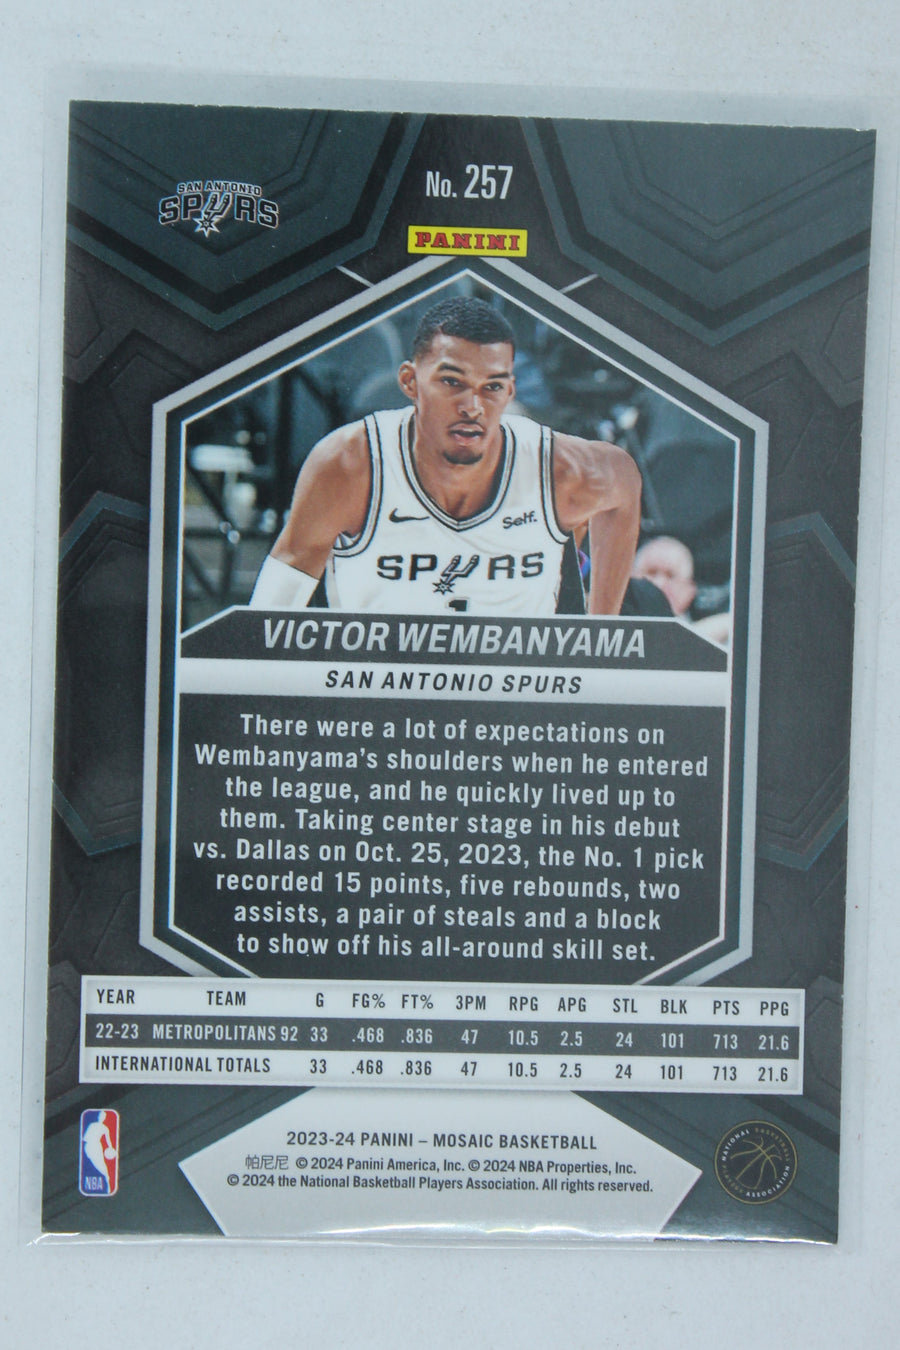 No. 257
SAN ANTONIO
SPURS
PANINI
Self.
SPURS
1
VICTOR WEMBANYAMA
SAN ANTONIO SPURS
There were a lot of expectations on
Wembanyama's shoulders when he entered
the league, and he quickly lived up to
them. Taking center stage in his debut
vs. Dallas on Oct. 25, 2023, the No. 1 pick
recorded 15 points, five rebounds, two
assists, a pair of steals and a block
to show off his all-around skill set.
YEAR TEAM G FG% FT% 3PM RPG APG STL BLK PTS PPG
22-23 METROPOLITANS 92 33 .468 .836 47 10.5 2.5 24 101 713 21.6
INTERNATIONAL TOTALS 33 .468 .836 47 10.5 2.5 24 101 713 21.6
2023-24 PANINI – MOSAIC BASKETBALL
帕尼尼 © 2024 Panini America, Inc. © 2024 NBA Properties, Inc.
© 2024 the National Basketball Players Association. All rights reserved.
NBA
NATIONAL BASKETBALL PLAYERS ASSOCIATION